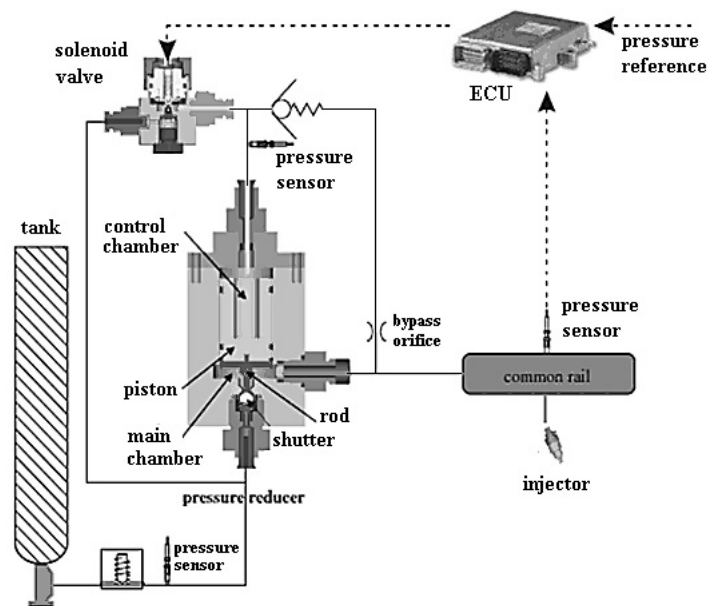 solenoid
valve
pressure
reference
ECU
pressure
sensor
tank
control
chamber
pressure
sensor
bypass
orifice
common rail
piston
rod
main
chamber
shutter
injector
pressure reducer
pressure
sensor